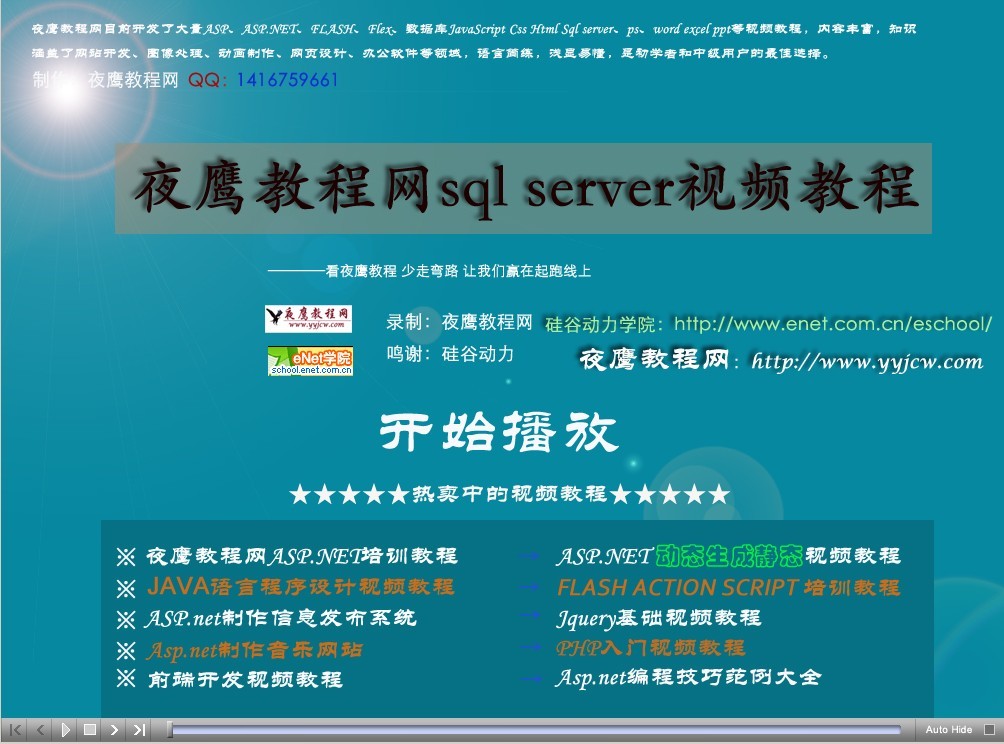 夜鹰教程网目前开发了大量ASP、ASP.NET、FLASH、Flex、数据库JavaScript Css Html Sql server、ps、word excel ppt等视频教程，内容丰富，知识
涵盖了网站开发、图像处理、动画制作、网页设计、办公软件等领域，语言简练，浅显易懂，是初学者和中级用户的最佳选择。
制作：夜鹰教程网 QQ：1416759661
夜鹰教程网sql server视频教程
————看夜鹰教程 少走弯路 让我们赢在起跑线上
夜鹰教程网
www.yyjcw.com
录制：夜鹰教程网 硅谷动力学院：http://www.enet.com.cn/eschool/
eNet学院
school.enet.com.cn
鸣谢：硅谷动力 夜鹰教程网：http://www.yyjcw.com
开始播放
★★★★★热卖中的视频教程★★★★★
※ 夜鹰教程网ASP.NET培训教程 → ASP.NET动态生成静态视频教程
※ JAVA语言程序设计视频教程 → FLASH ACTION SCRIPT 培训教程
※ ASP.net制作信息发布系统 → Jquery基础视频教程
※ Asp.net制作音乐网站 → PHP入门视频教程
※ 前端开发视频教程 → Asp.net编程技巧范例大全
Auto Hide